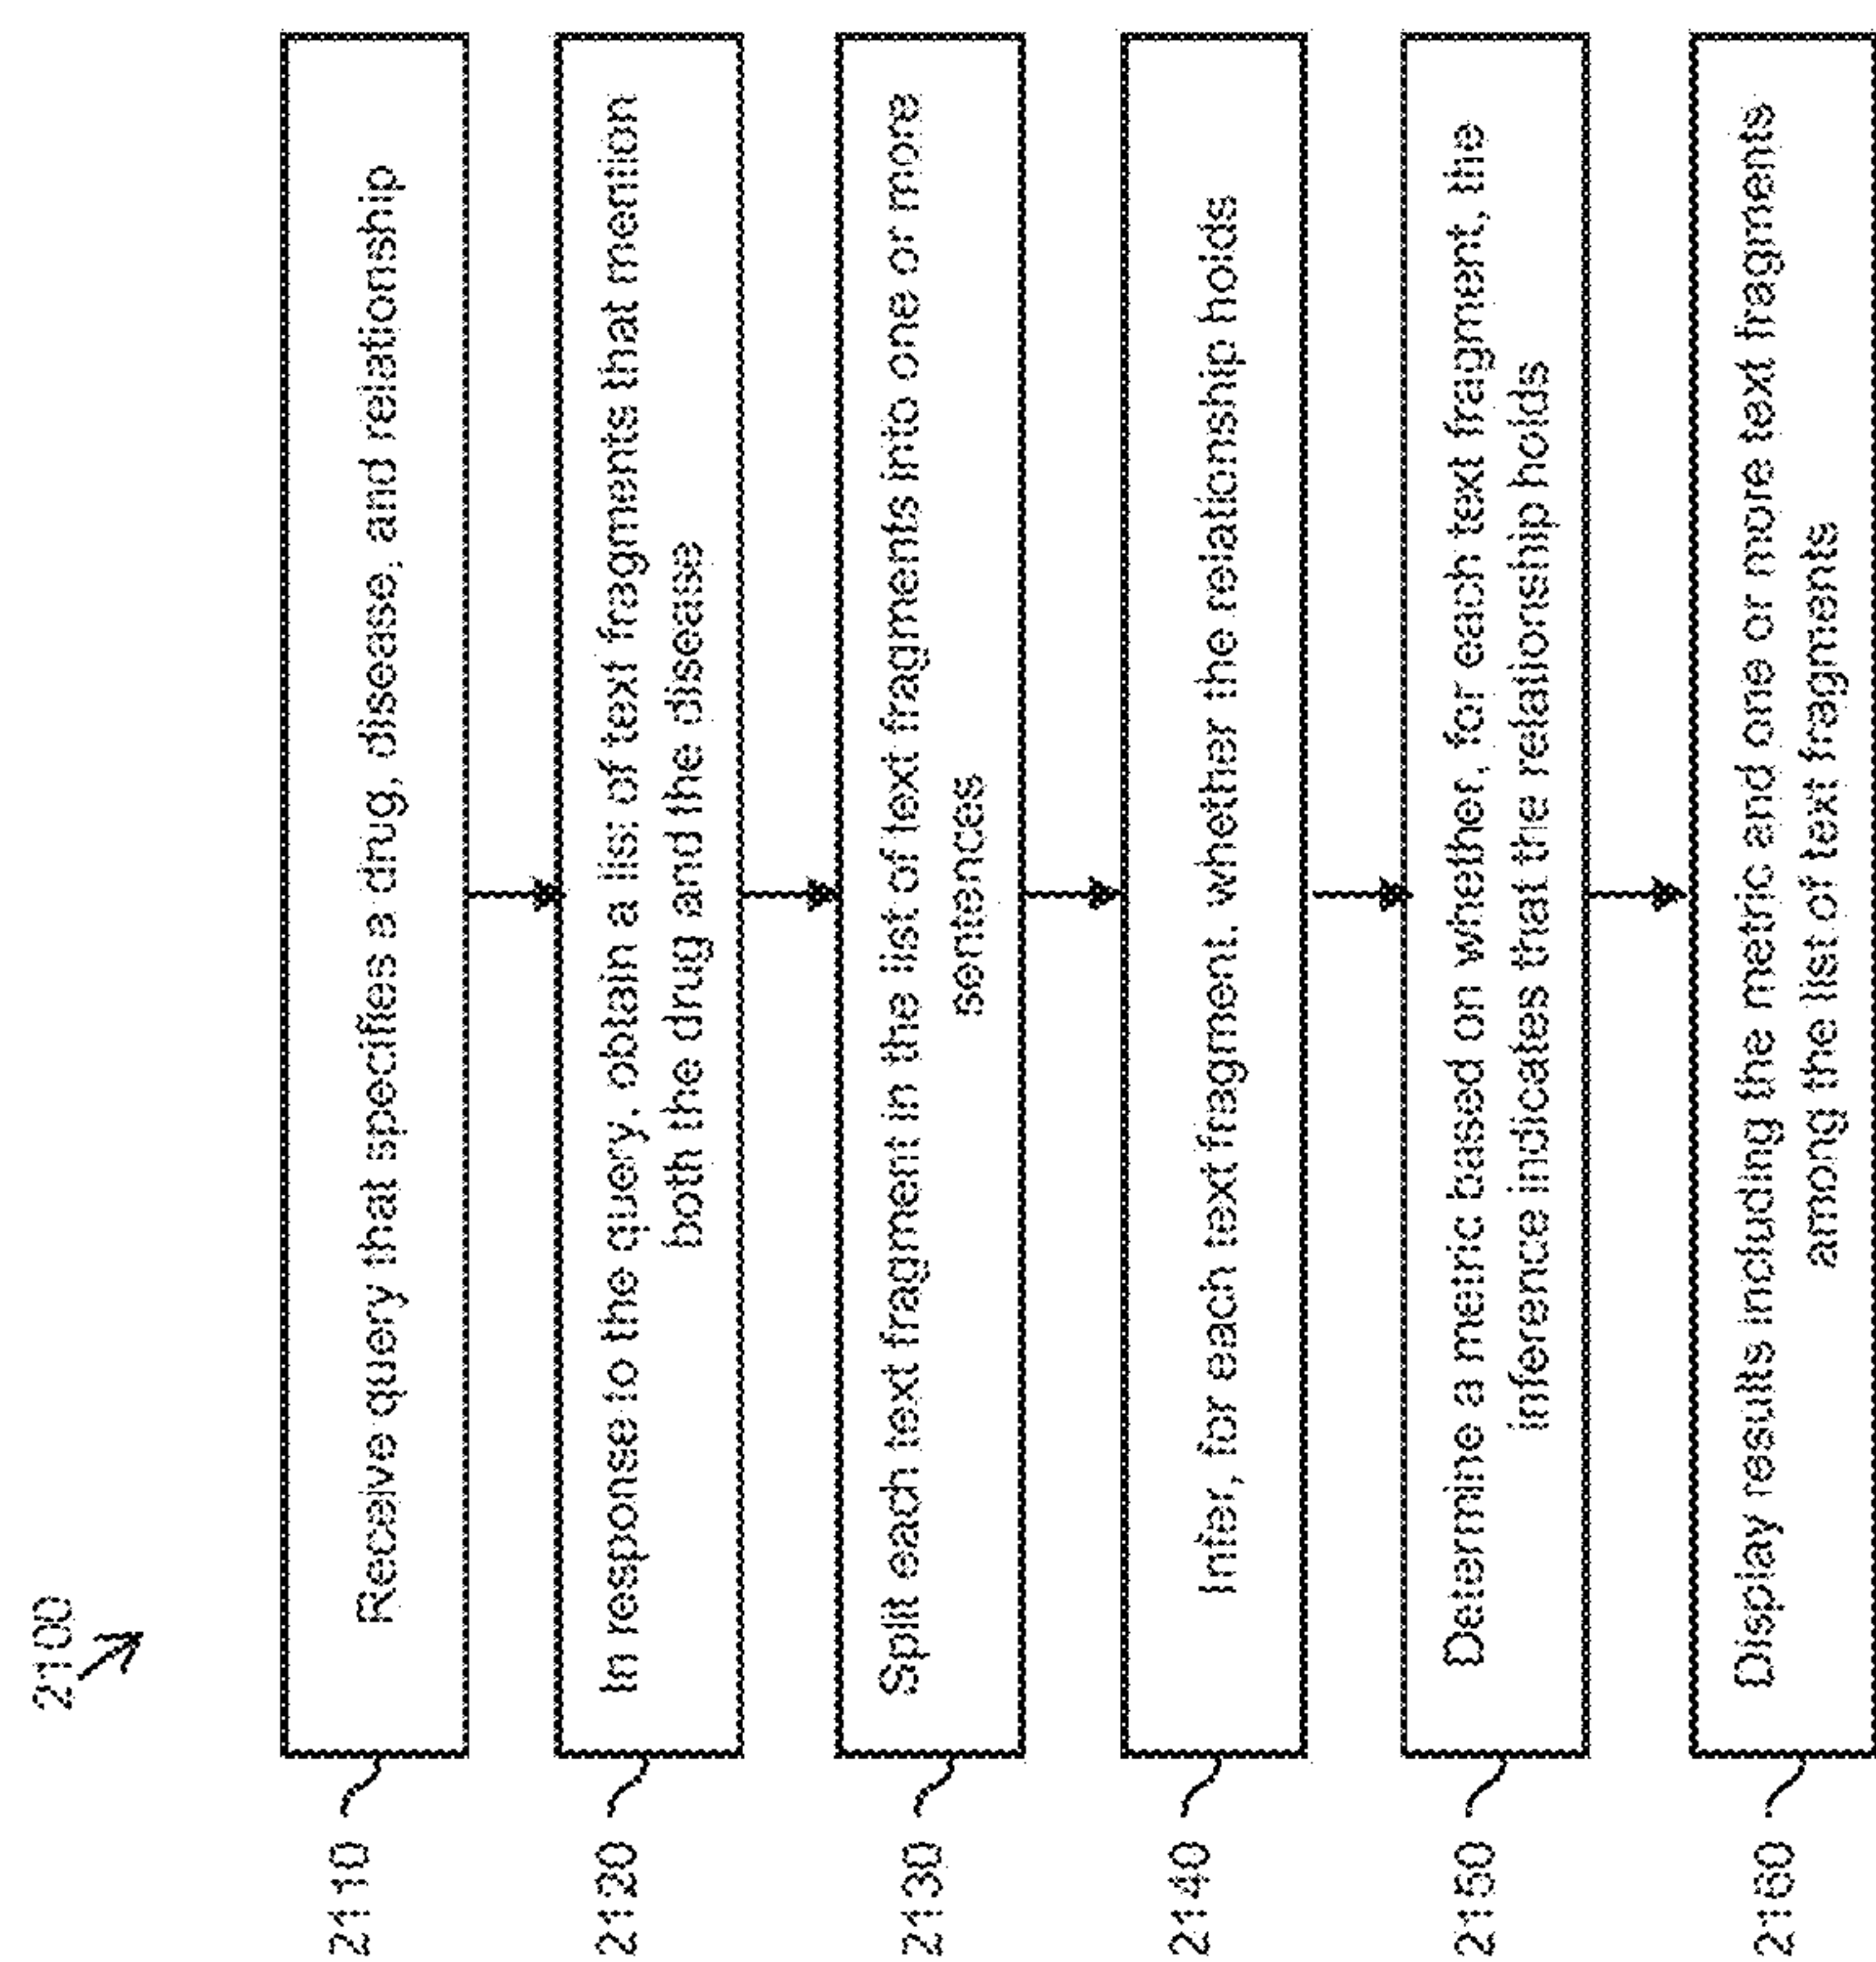 2100
2110
Receive query that specifies a drug, disease, and relationship
2120
In response to the query, obtain a list of text fragments that mention
both the drug and the disease
2130
Split each text fragment in the list of text fragments into one or more
sentences
2140
Infer, for each text fragment, whether the relationship holds
2150
Determine a metric based on whether, for each text fragment, the
inference indicates that the relationship holds
2160
Display results including the metric and one or more text fragments
among the list of text fragments